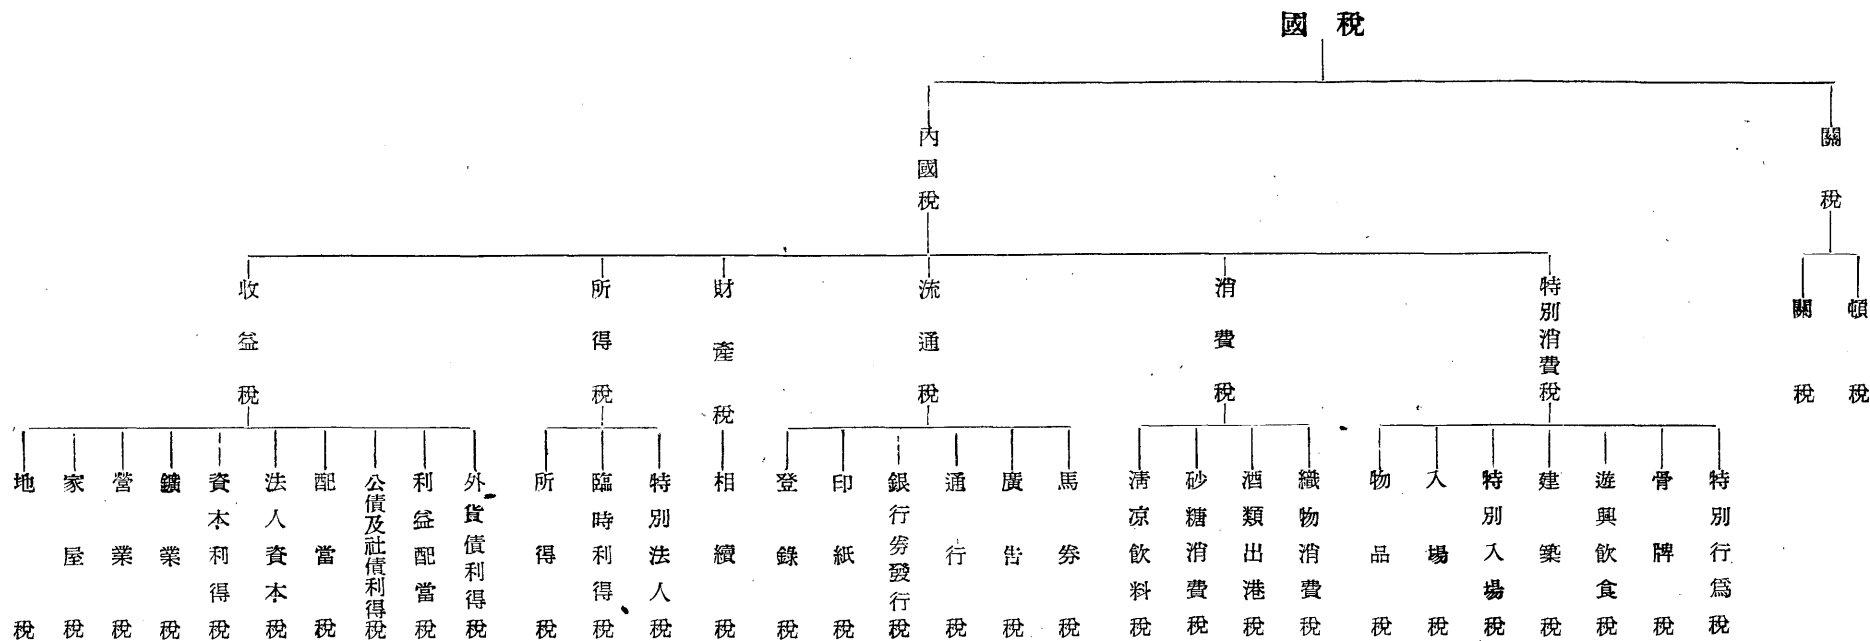 國稅
內國稅
關稅
收益稅
所得稅
財產稅
流通稅
消費稅
特別消費稅
關稅
噸稅
地稅
家屋稅
營業稅
鑛業稅
資本利得稅
法人資本稅
配當稅
公債及社債利得稅
利益配當稅
外貨債利得稅
所得稅
臨時利得稅
特別法人稅
相續稅
登錄稅
印紙稅
銀行券發行稅
通行稅
廣告稅
馬券稅
淸凉飮料稅
砂糖消費稅
酒類出港稅
織物消費稅
物品稅
入場稅
特別入場稅
建築稅
遊興飮食稅
骨牌稅
特別行爲稅